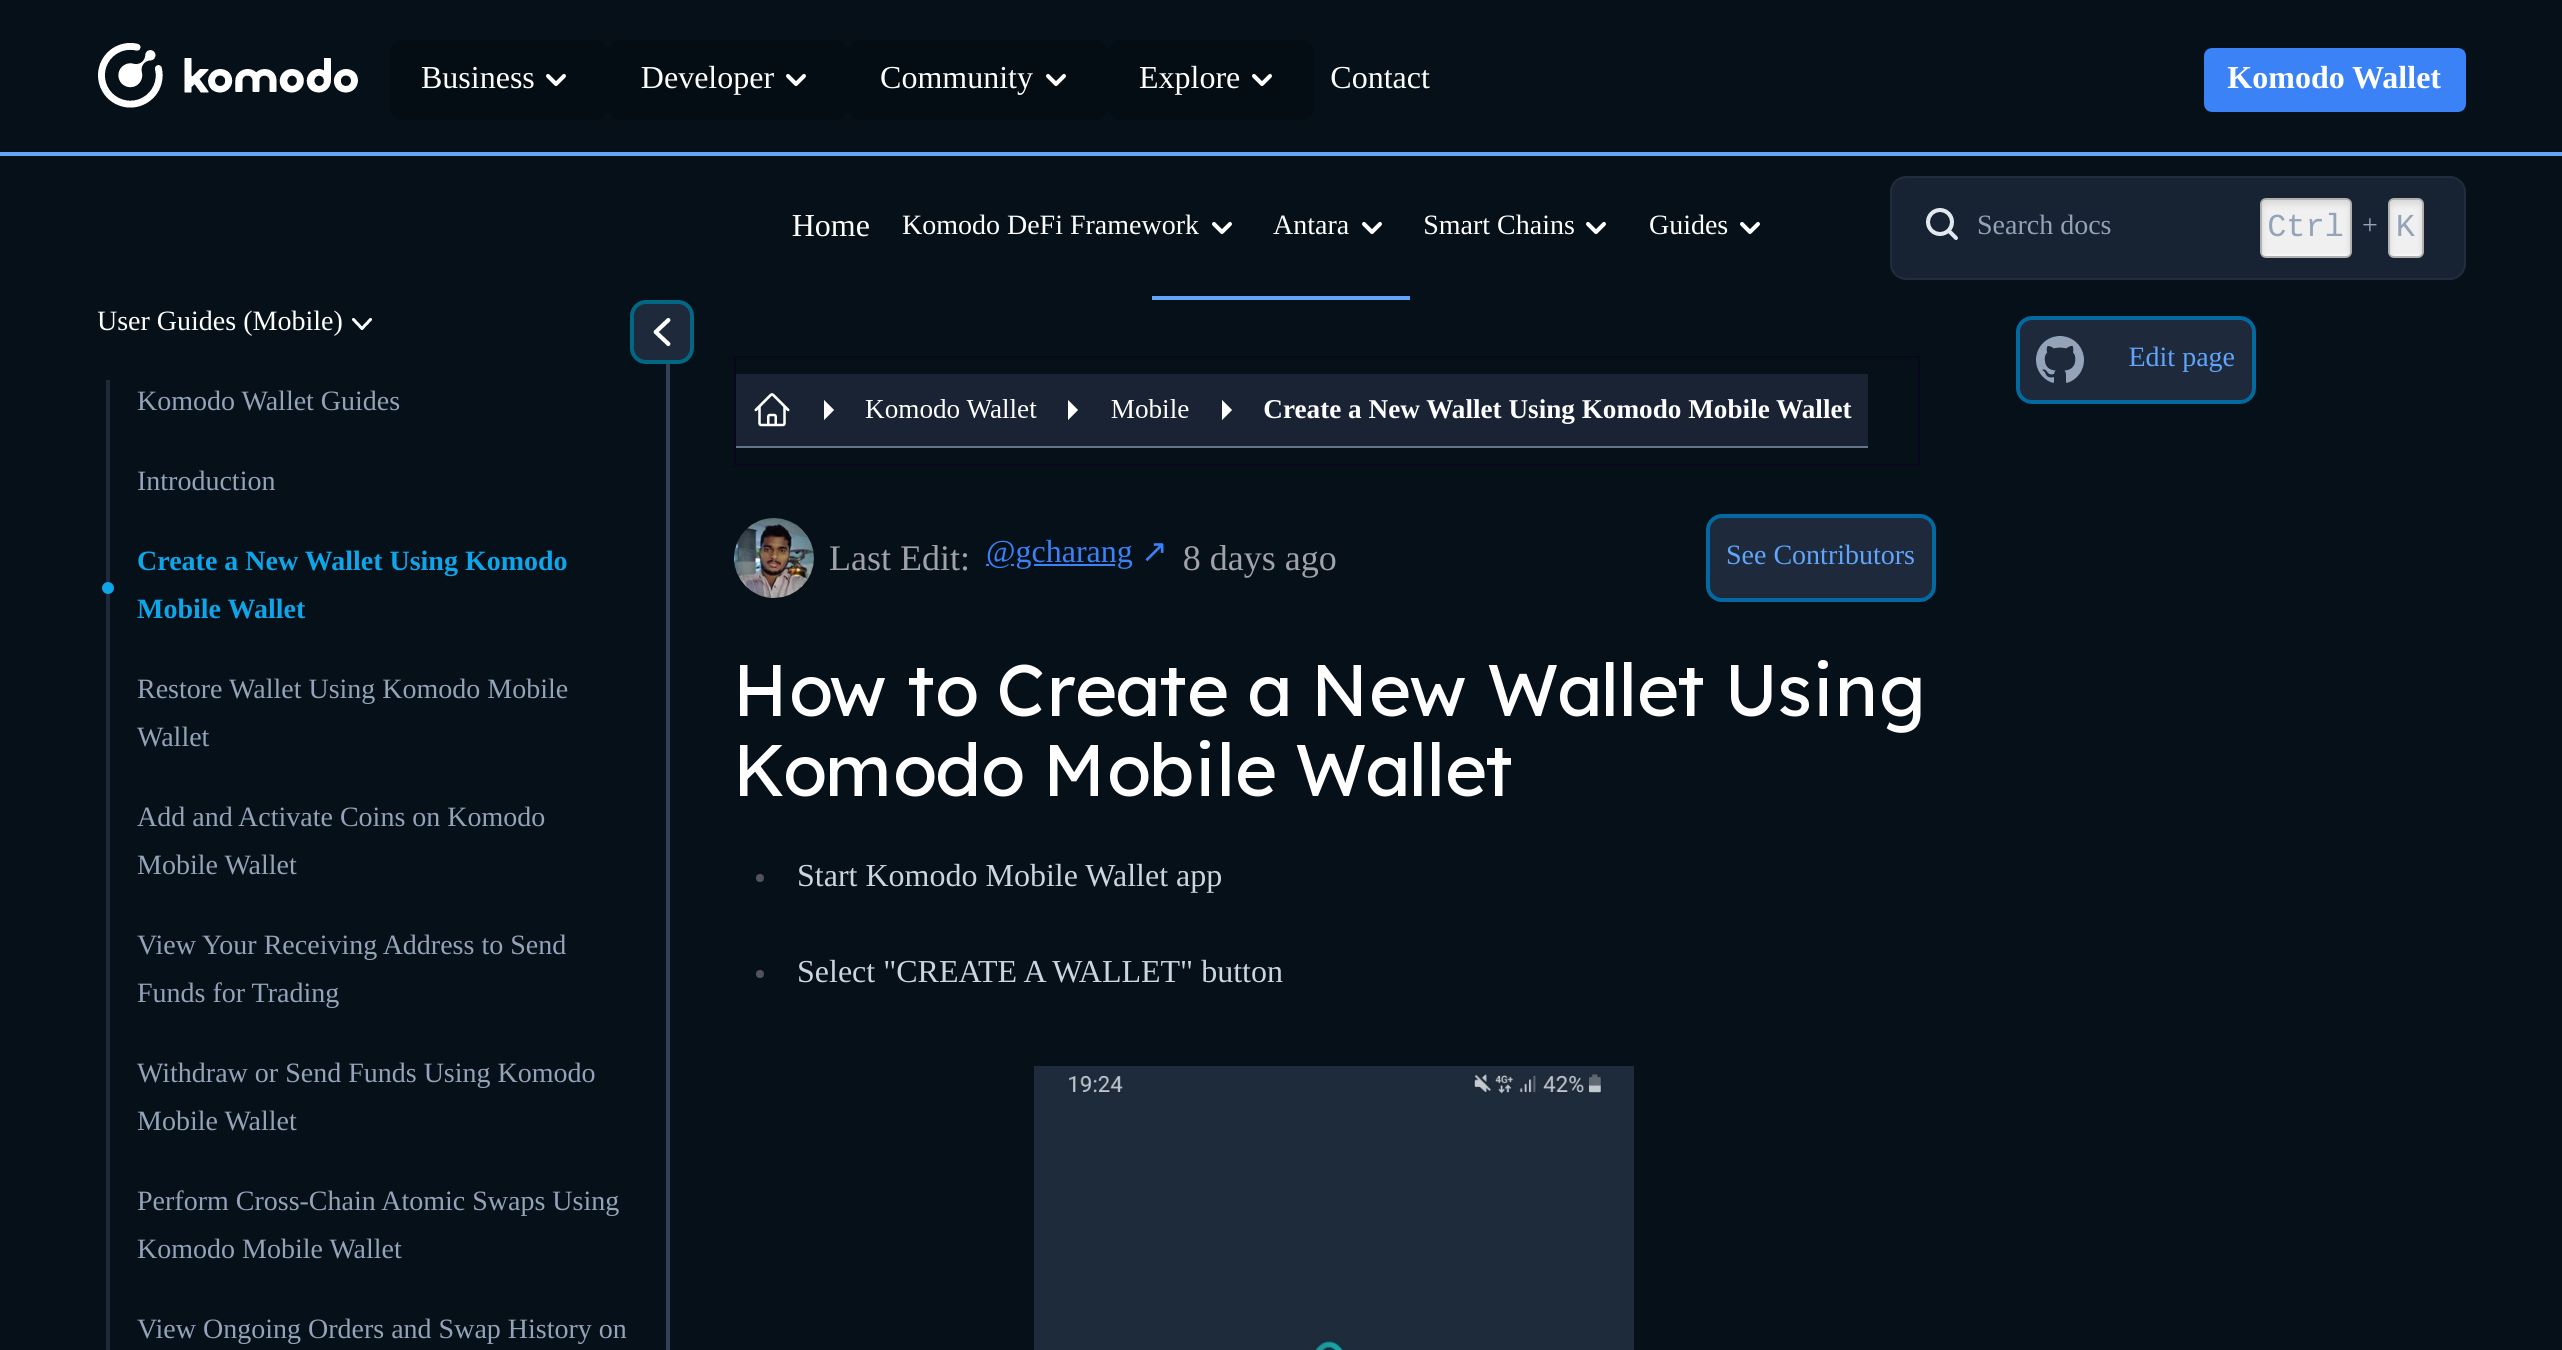 komodo
Business
Developer
Community
Explore
Contact
Komodo Wallet
Home
Komodo DeFi Framework
Antara
Smart Chains
Guides
Search docs
Ctrl + K
User Guides (Mobile)
Komodo Wallet Guides
Introduction
Create a New Wallet Using Komodo
Mobile Wallet
Restore Wallet Using Komodo Mobile
Wallet
Add and Activate Coins on Komodo
Mobile Wallet
View Your Receiving Address to Send
Funds for Trading
Withdraw or Send Funds Using Komodo
Mobile Wallet
Perform Cross-Chain Atomic Swaps Using
Komodo Mobile Wallet
View Ongoing Orders and Swap History on
Komodo Wallet
Mobile
Create a New Wallet Using Komodo Mobile Wallet
Edit page
Last Edit: @gcharang ↗ 8 days ago
See Contributors
How to Create a New Wallet Using
Komodo Mobile Wallet
Start Komodo Mobile Wallet app
Select "CREATE A WALLET" button
19:24
4G+ 42%